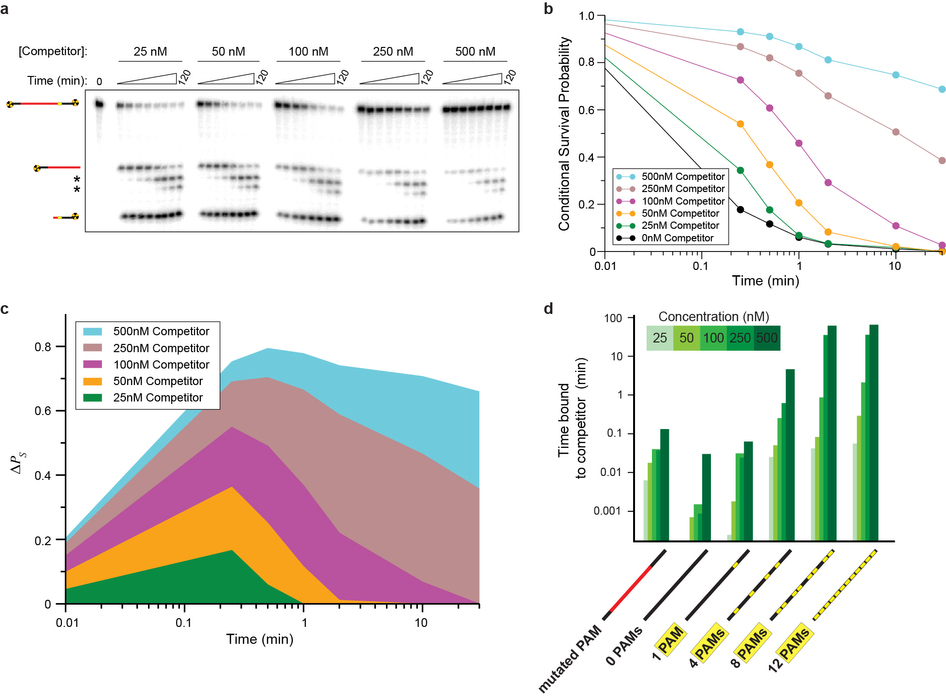 a
[Competitor]: 25 nM 50 nM 100 nM 250 nM 500 nM
Time (min): 0 120 120 120 120 120
*
*
b
Conditional Survival Probability
1.0
0.8
0.6
0.4
0.2
0
500nM Competitor
250nM Competitor
100nM Competitor
50nM Competitor
25nM Competitor
0nM Competitor
0.01 0.1 1 10
Time (min)
c
ΔPS
0.8
0.6
0.4
0.2
0
500nM Competitor
250nM Competitor
100nM Competitor
50nM Competitor
25nM Competitor
0.01 0.1 1 10
Time (min)
d
Concentration (nM)
25 50 100 250 500
Time bound
to competitor (min)
100
10
1
0.1
0.01
0.001
mutated PAM
0 PAMs
1 PAM
4 PAMs
8 PAMs
12 PAMs